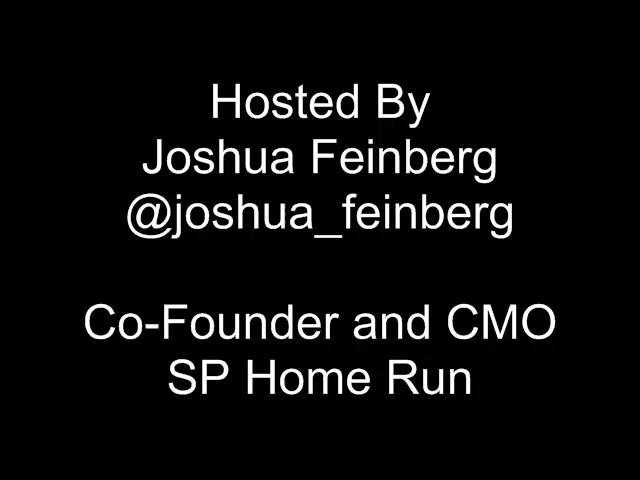 Hosted By
Joshua Feinberg
@joshua_feinberg
Co-Founder and CMO
SP Home Run